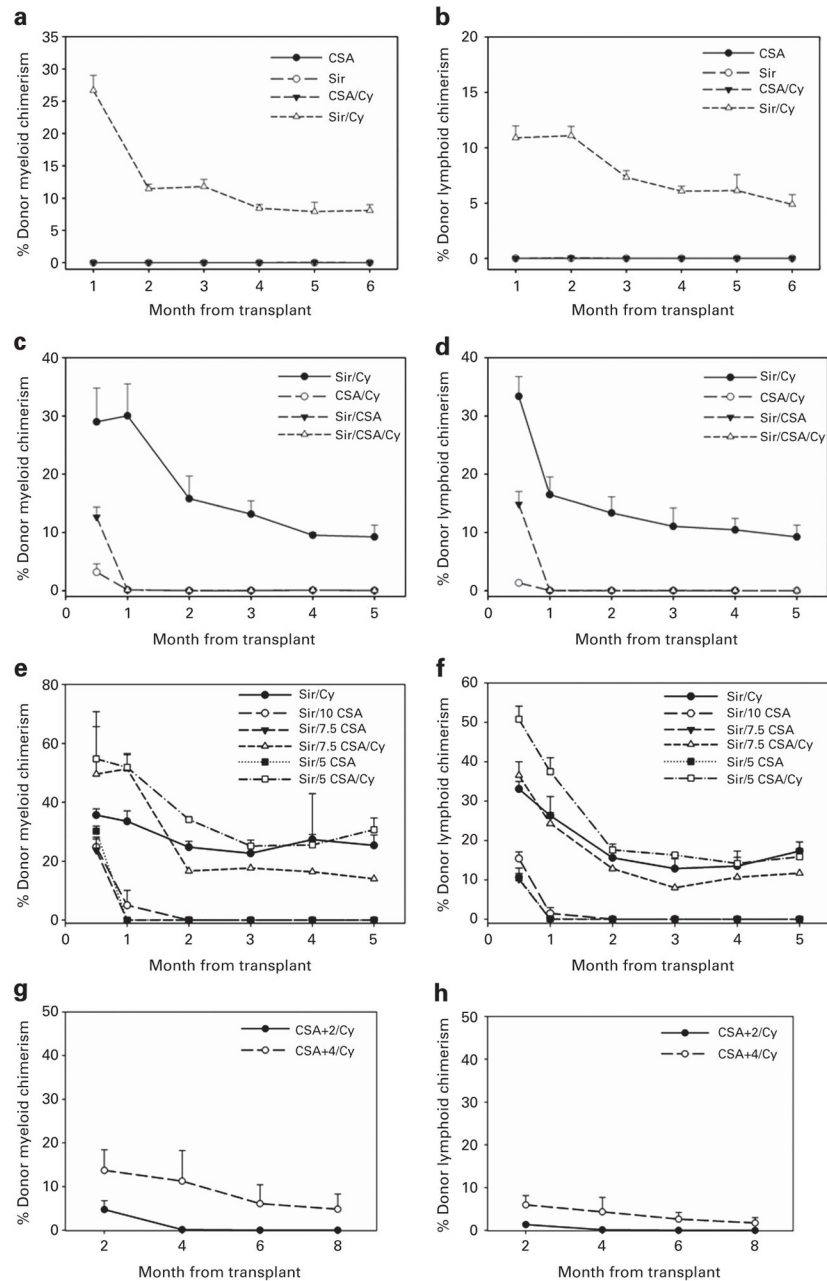 a
% Donor myeloid chimerism
35
30
25
20
15
10
5
0
CSA
Sir
CSA/Cy
Sir/Cy
1 2 3 4 5 6
Month from transplant
b
% Donor lymphoid chimerism
20
15
10
5
0
CSA
Sir
CSA/Cy
Sir/Cy
1 2 3 4 5 6
Month from transplant
c
% Donor myeloid chimerism
40
30
20
10
0
Sir/Cy
CSA/Cy
Sir/CSA
Sir/CSA/Cy
0 1 2 3 4 5
Month from transplant
d
% Donor lymphoid chimerism
40
30
20
10
0
Sir/Cy
CSA/Cy
Sir/CSA
Sir/CSA/Cy
0 1 2 3 4 5
Month from transplant
e
% Donor myeloid chimerism
80
60
40
20
0
Sir/Cy
Sir/10 CSA
Sir/7.5 CSA
Sir/7.5 CSA/Cy
Sir/5 CSA
Sir/5 CSA/Cy
0 1 2 3 4 5
Month from transplant
f
% Donor lymphoid chimerism
60
50
40
30
20
10
0
Sir/Cy
Sir/10 CSA
Sir/7.5 CSA
Sir/7.5 CSA/Cy
Sir/5 CSA
Sir/5 CSA/Cy
0 1 2 3 4 5
Month from transplant
g
% Donor myeloid chimerism
50
40
30
20
10
0
CSA+2/Cy
CSA+4/Cy
2 4 6 8
Month from transplant
h
% Donor lymphoid chimerism
50
40
30
20
10
0
CSA+2/Cy
CSA+4/Cy
2 4 6 8
Month from transplant